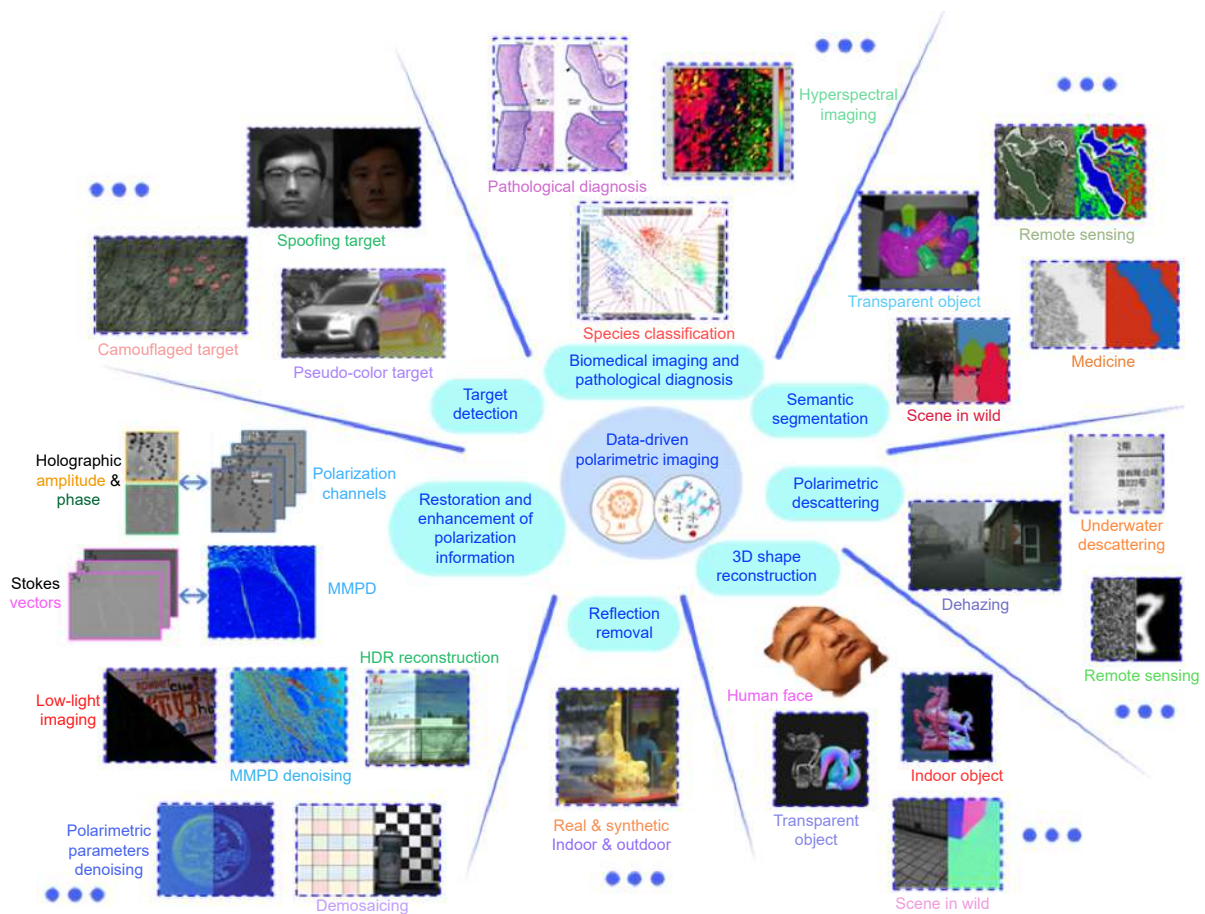 Hyperspectral
imaging
Pathological diagnosis
Species classification
Biomedical imaging and
pathological diagnosis
Spoofing target
Camouflaged target
Pseudo-color target
Target
detection
Remote sensing
Transparent object
Medicine
Scene in wild
Semantic
segmentation
Data-driven
polarimetric imaging
AI
Polarimetric
descattering
Underwater
descattering
Dehazing
Remote sensing
3D shape
reconstruction
Human face
Indoor object
Transparent
object
Scene in wild
Reflection
removal
Real & synthetic
Indoor & outdoor
Restoration and
enhancement of
polarization
information
Holographic
amplitude &
phase
Polarization
channels
Stokes
vectors
MMPD
HDR reconstruction
Low-light
imaging
MMPD denoising
Polarimetric
parameters
denoising
Demosaicing